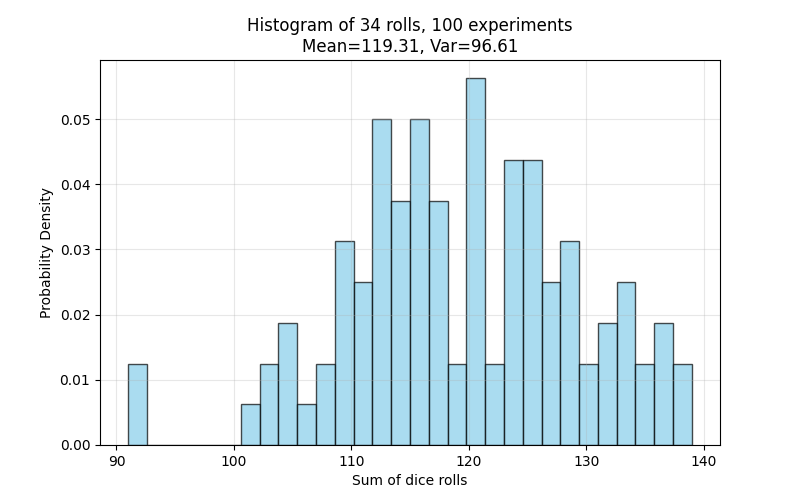 Histogram of 34 rolls, 100 experiments
Mean=119.31, Var=96.61
Probability Density
0.05
0.04
0.03
0.02
0.01
0.00
90 100 110 120 130 140
Sum of dice rolls